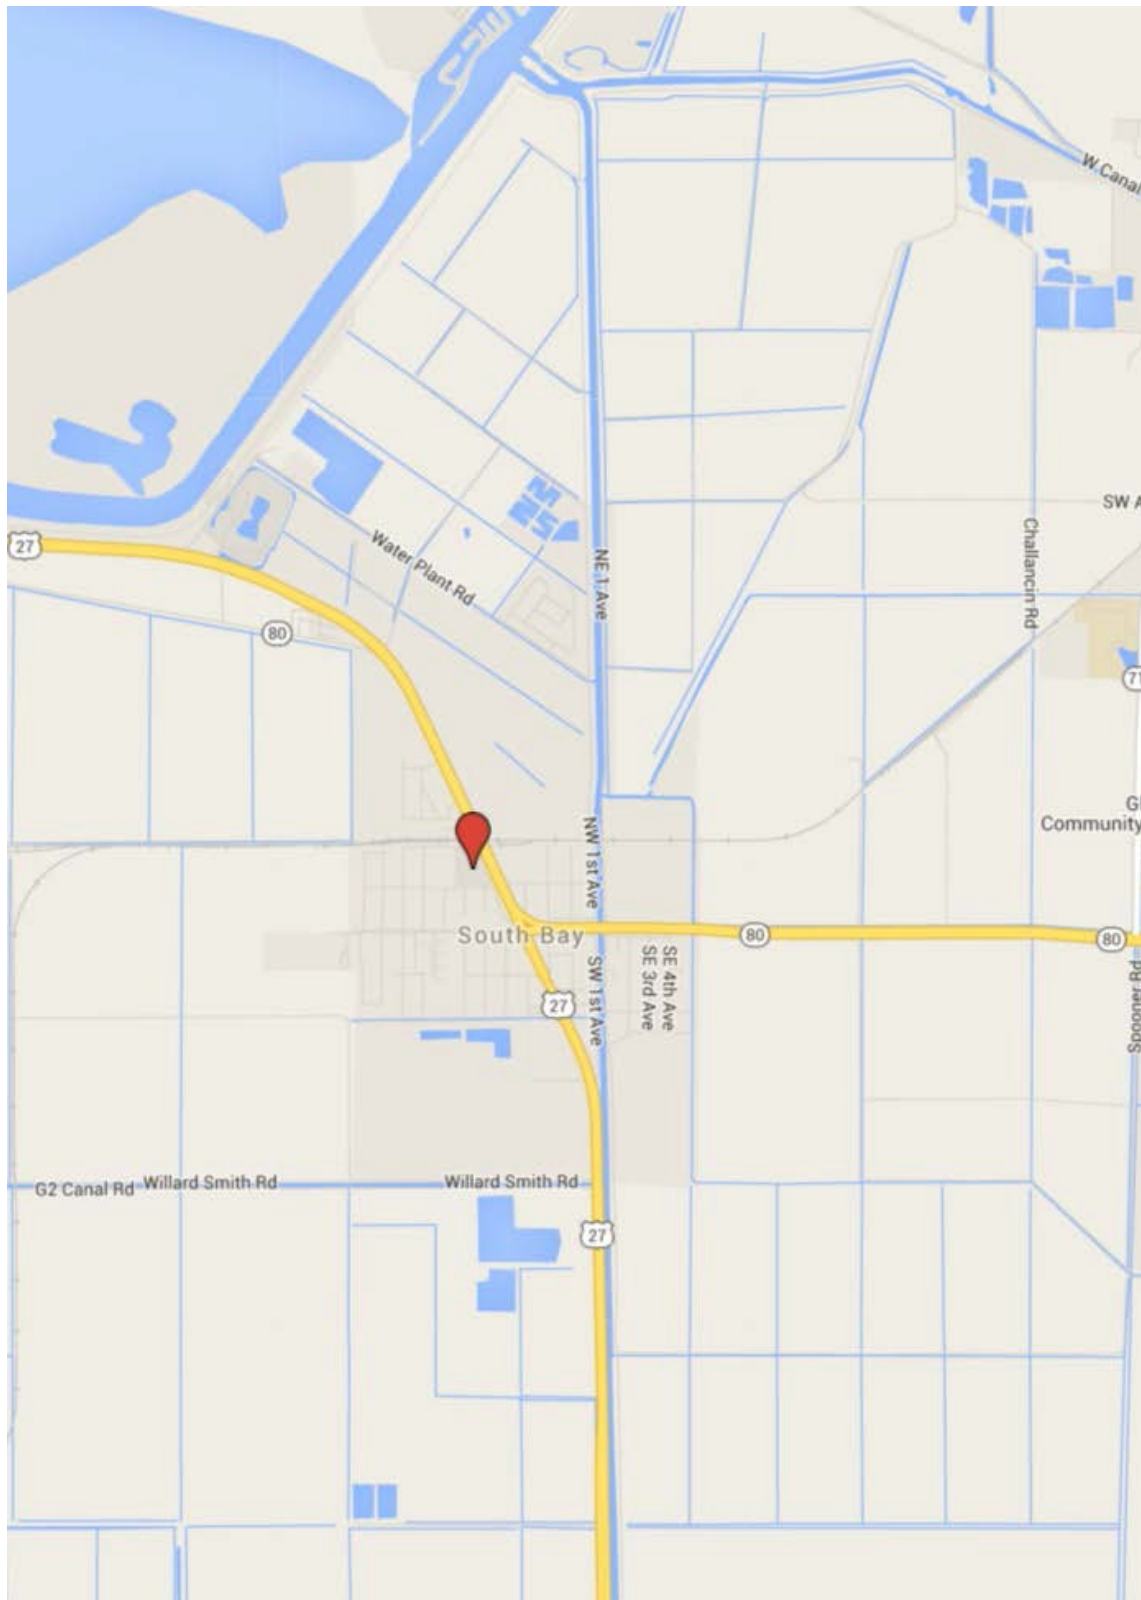 W Canal
SW A
27
Water Plant Rd
NE 1 Ave
Challancin Rd
80
71
Gl
Community
NW 1st Ave
South Bay
80
80
SW 1st Ave
SE 3rd Ave
SE 4th Ave
Spooner Rd
27
G2 Canal Rd
Willard Smith Rd
Willard Smith Rd
27